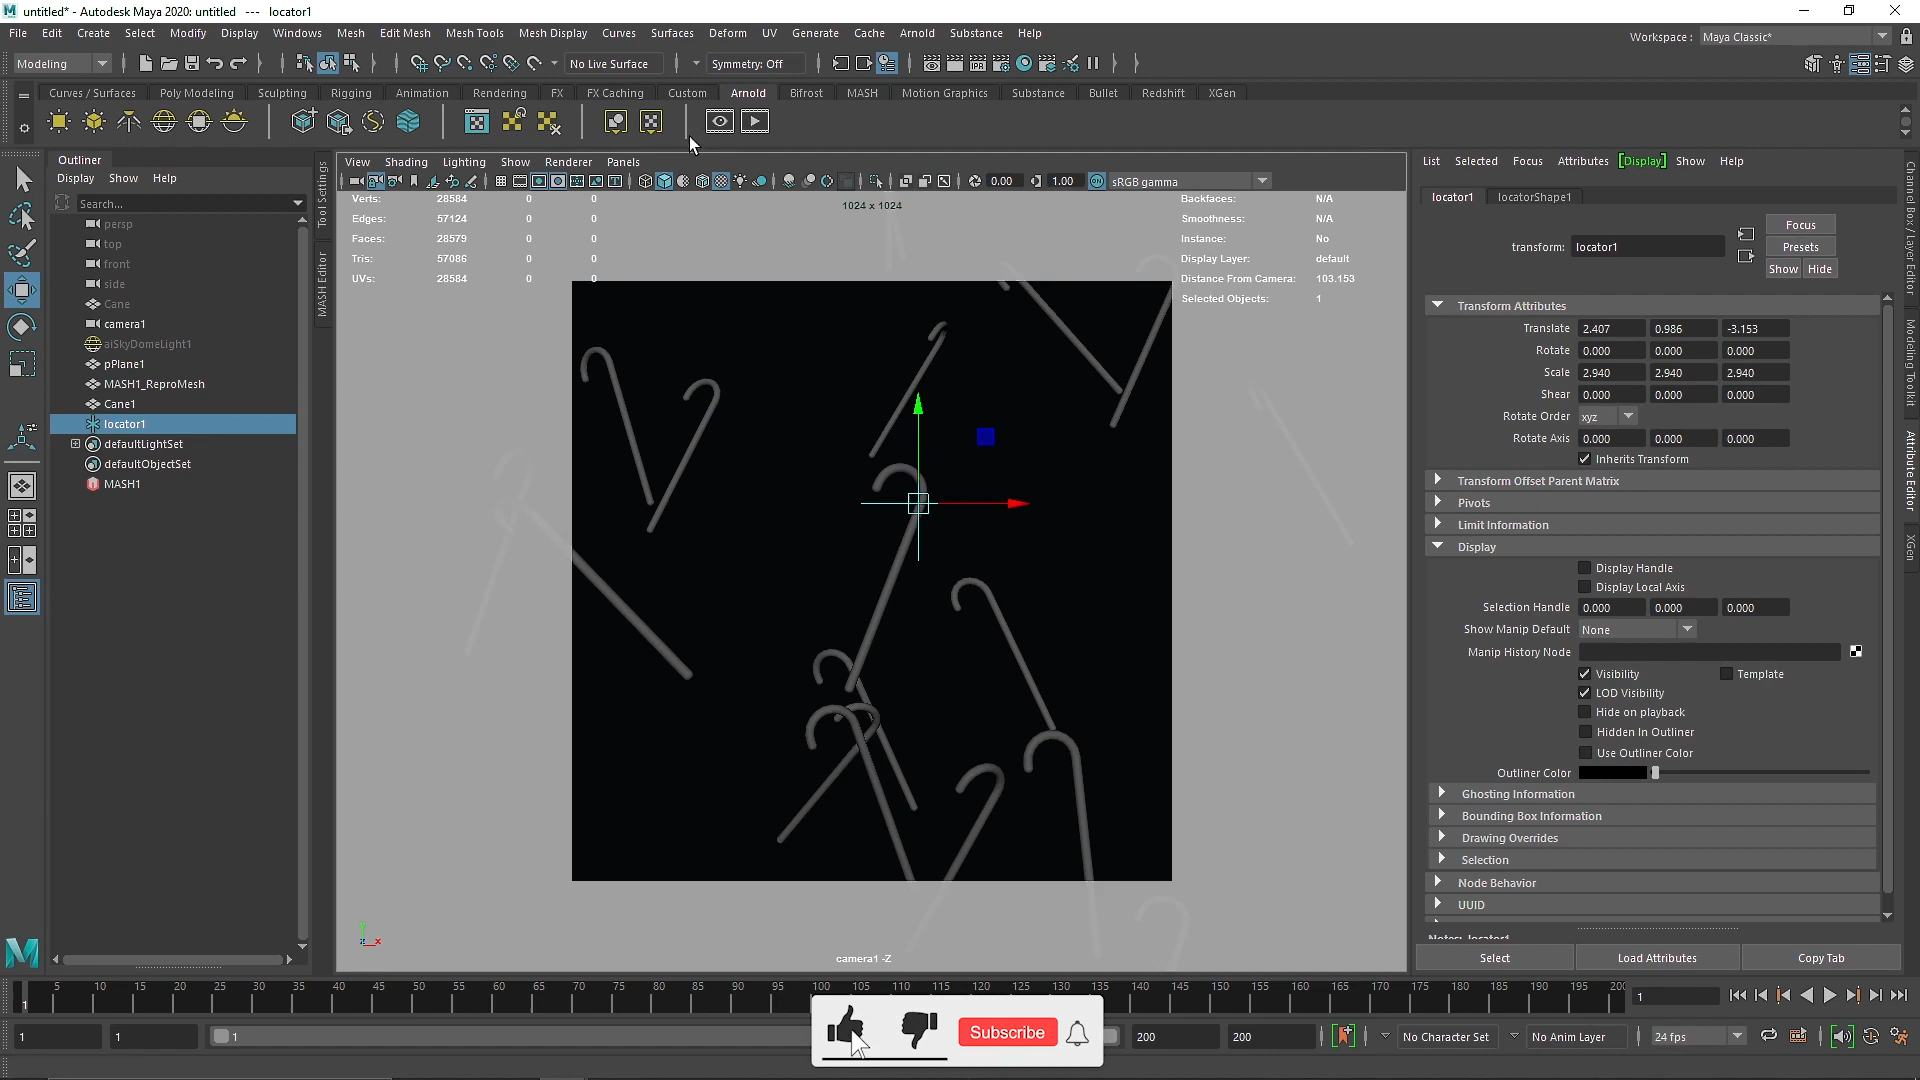 untitled* - Autodesk Maya 2020: untitled --- locator1
File Edit Create Select Modify Display Windows Mesh Edit Mesh Mesh Tools Mesh Display Curves Surfaces Deform UV Generate Cache Arnold Substance Help
Workspace : Maya Classic*
Modeling No Live Surface Symmetry: Off
Curves / Surfaces Poly Modeling Sculpting Rigging Animation Rendering FX FX Caching Custom Arnold Bifrost MASH Motion Graphics Substance Bullet Redshift XGen
Outliner
Display Show Help
Search...
persp
top
front
side
Cane
camera1
aiSkyDomeLight1
pPlane1
MASH1_ReproMesh
Cane1
locator1
defaultLightSet
defaultObjectSet
MASH1
Tool Settings
MASH Editor
View Shading Lighting Show Renderer Panels
0.00 1.00 ON sRGB gamma
Verts: 28584 0 0
Edges: 57124 0 0
Faces: 28579 0 0
Tris: 57086 0 0
UVs: 28584 0 0
1024 x 1024
Backfaces: N/A
Smoothness: N/A
Instance: No
Display Layer: default
Distance From Camera: 103.153
Selected Objects: 1
camera1 -Z
List Selected Focus Attributes [Display] Show Help
locator1 locatorShape1
transform: locator1
Focus
Presets
Show Hide
Transform Attributes
Translate 2.407 0.986 -3.153
Rotate 0.000 0.000 0.000
Scale 2.940 2.940 2.940
Shear 0.000 0.000 0.000
Rotate Order xyz
Rotate Axis 0.000 0.000 0.000
Inherits Transform
Transform Offset Parent Matrix
Pivots
Limit Information
Display
Display Handle
Display Local Axis
Selection Handle 0.000 0.000 0.000
Show Manip Default None
Manip History Node
Visibility Template
LOD Visibility
Hide on playback
Hidden In Outliner
Use Outliner Color
Outliner Color
Ghosting Information
Bounding Box Information
Drawing Overrides
Selection
Node Behavior
UUID
Notes: locator1
Select Load Attributes Copy Tab
Channel Box / Layer Editor
Modeling Toolkit
Attribute Editor
XGen
1 5 10 15 20 25 30 35 40 45 50 55 60 65 70 75 80 85 90 95 100 105 110 115 120 125 130 135 140 145 150 155 160 165 170 175 180 185 190 195 200 1
1 1 1 200 200 No Character Set No Anim Layer 24 fps
Subscribe